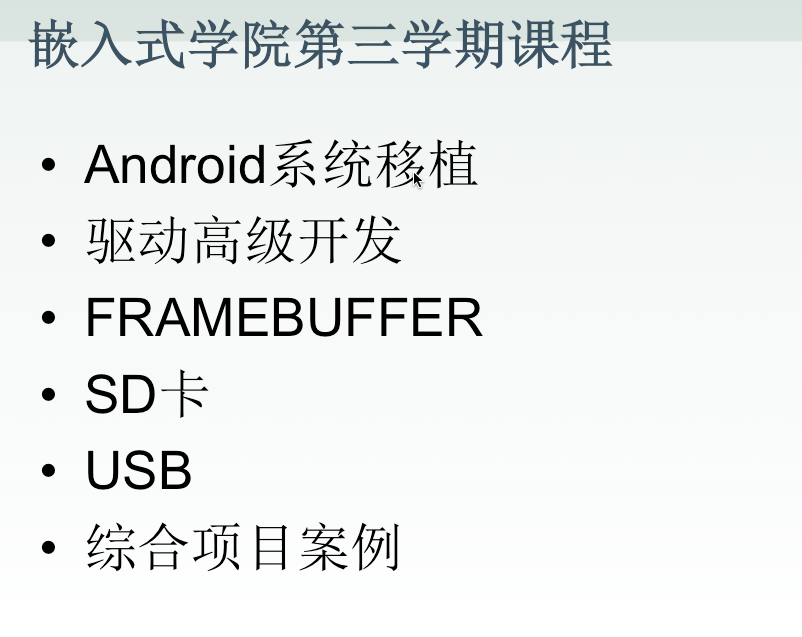 嵌入式学院第三学期课程
• Android系统移植
• 驱动高级开发
• FRAMEBUFFER
• SD卡
• USB
• 综合项目案例